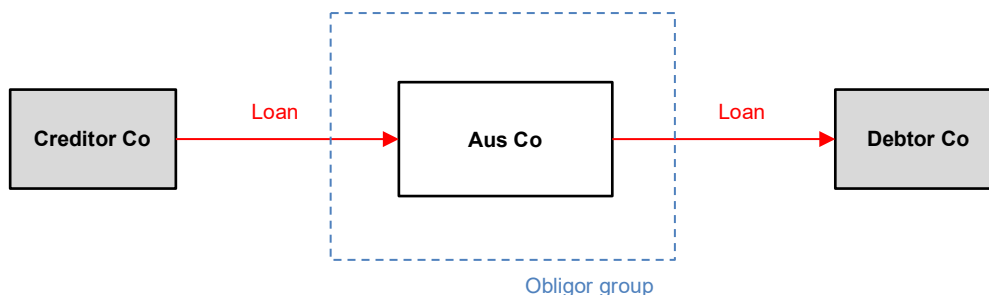 Loan
Loan
Creditor Co
Aus Co
Debtor Co
Obligor group